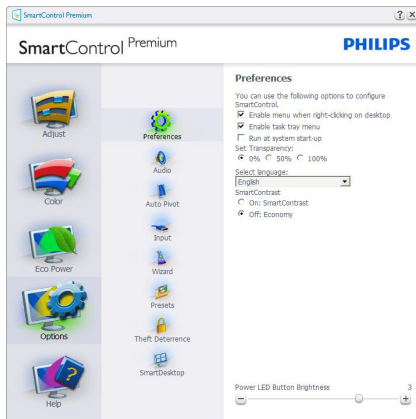 SmartControl Premium
SmartControl Premium
PHILIPS
Adjust
Color
Eco Power
Options
Help
Preferences
Audio
Auto Pivot
Input
Wizard
Presets
Theft Deterrence
SmartDesktop
Preferences
You can use the following options to configure
SmartControl.
Enable menu when right-clicking on desktop
Enable task tray menu
Run at system start-up
Set Transparency:
0% 50% 100%
Select language:
English
SmartContrast
On: SmartContrast
Off: Economy
Power LED Button Brightness 3